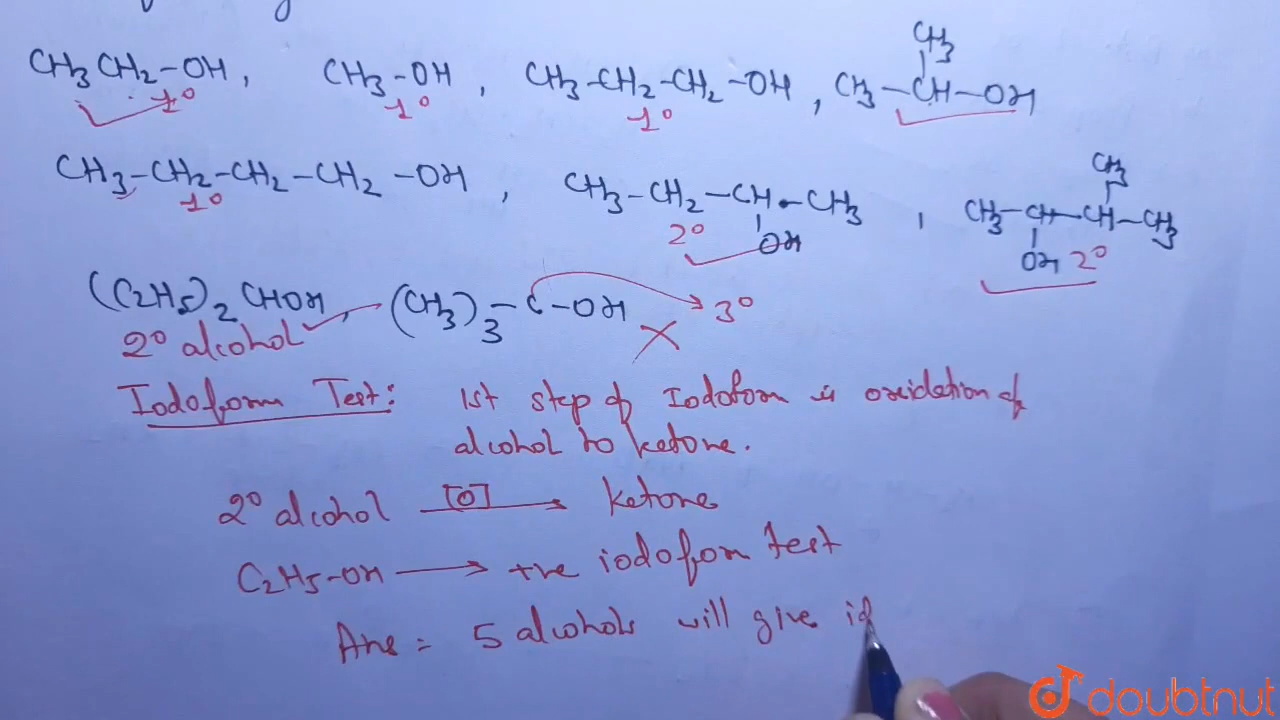 CH3CH2-OH, CH3-OH, CH3-CH2-CH2-OH, CH3-CH-OH
1° 1° 1° CH3
CH3-CH2-CH2-CH2-OH, CH3-CH2-CH-CH3, CH3-CH-CH-CH3
1° 2° OH OH 2° CH3
(C2H5)2CHOH, (CH3)3-C-OH 3°
2° alcohol
Iodoform Test: 1st step of Iodoform is oxidation of
alcohol to ketone.
2° alcohol [O] → Ketone
C2H5-OH → +ve iodoform test
Ans = 5 alcohols will give
doubtnut